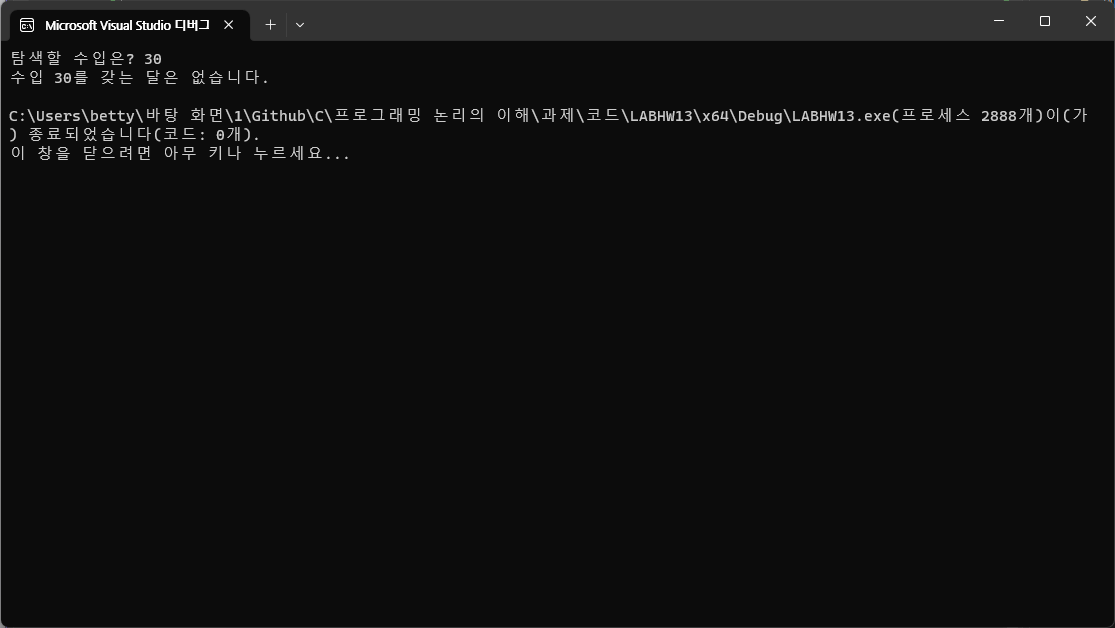 Microsoft Visual Studio 디버그
탐색할 수입은? 30
수입 30를 갖는 달은 없습니다.
C:\Users\betty\바탕 화면\1\Github\C\프로그래밍 논리의 이해\과제\코드\LABHW13\x64\Debug\LABHW13.exe(프로세스 2888개)이(가
) 종료되었습니다(코드: 0개).
이 창을 닫으려면 아무 키나 누르세요...